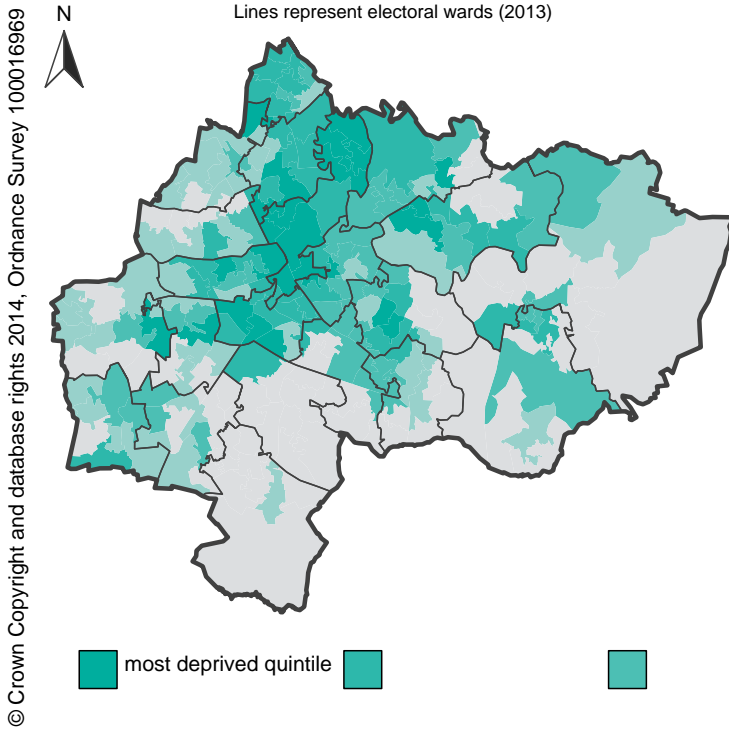 Lines represent electoral wards (2013)
N
© Crown Copyright and database rights 2014, Ordnance Survey 100016969
most deprived quintile